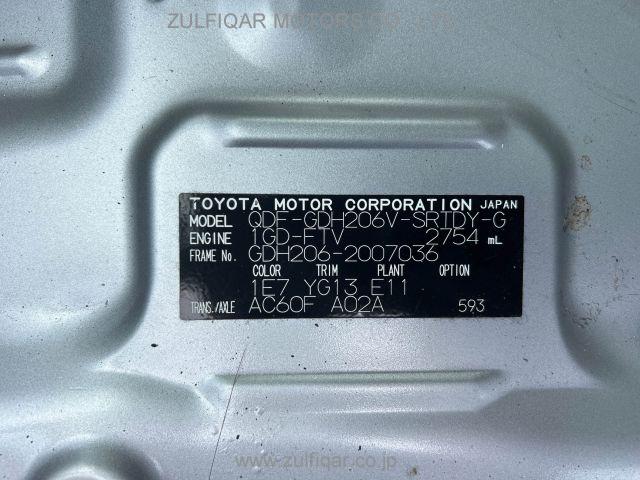 ZULFIQAR MOTORS CO., LTD.
TOYOTA MOTOR CORPORATION JAPAN
MODEL QDF-GDH206V-SRTDY-G
ENGINE 1GD-FTV 2754 mL
FRAME No. GDH206-2007036
COLOR TRIM PLANT OPTION
1E7 YG13 E11
TRANS./AXLE AC60F A02A 593
www.zulfiqar.co.jp